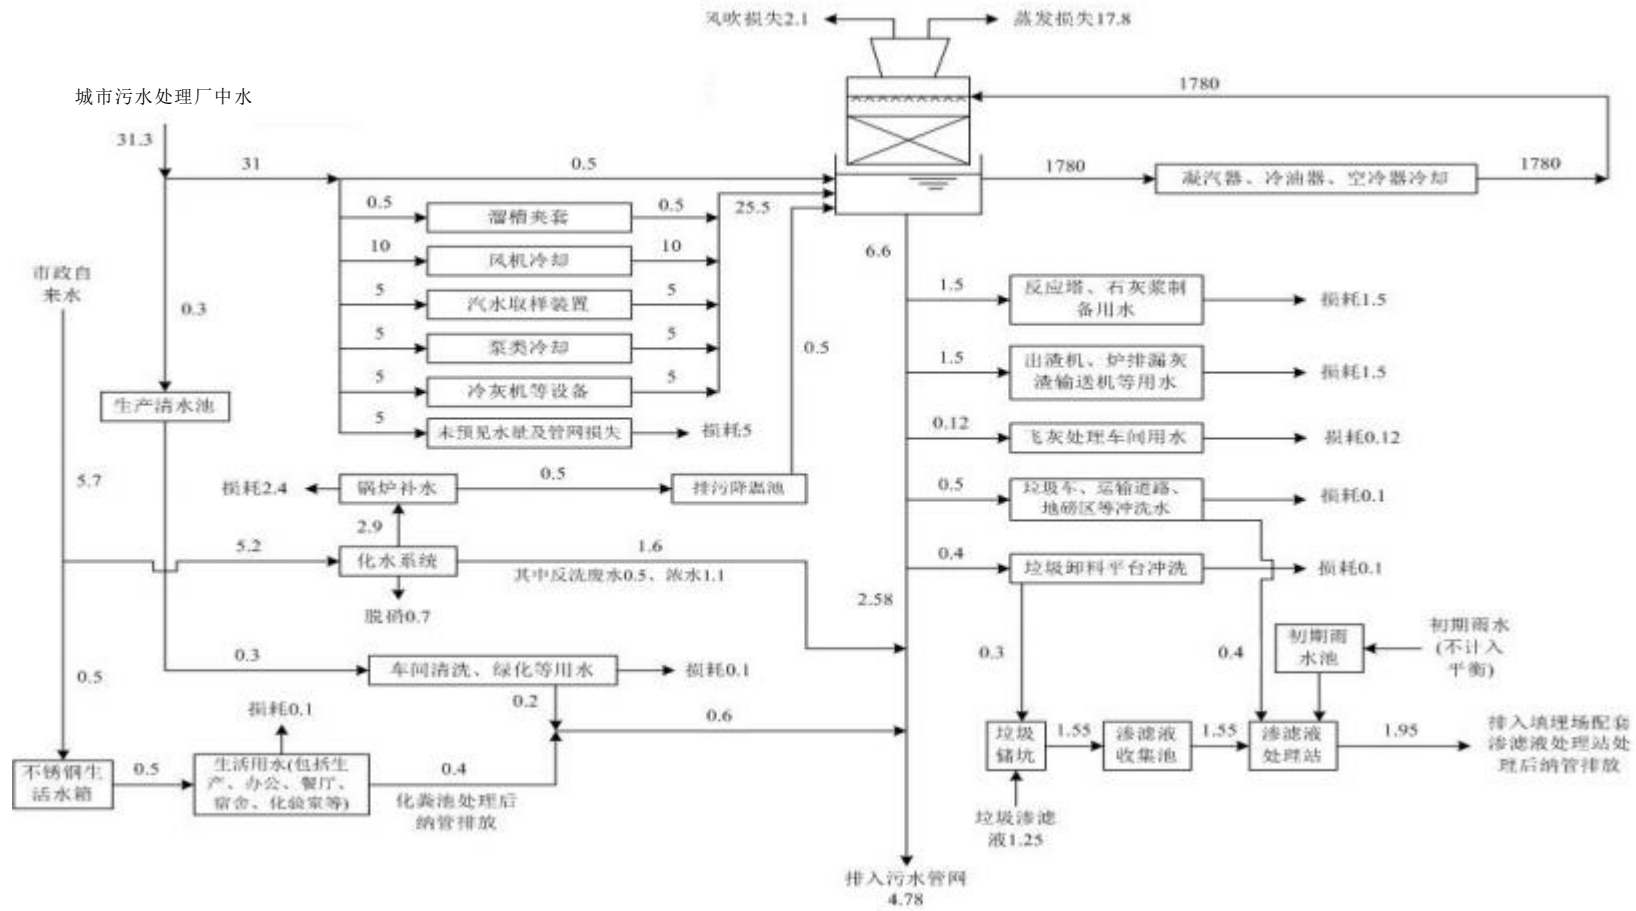 风吹损失2.1
蒸发损失17.8
1780
城市污水处理厂中水
31.3
31
0.5
1780
凝汽器、冷油器、空冷器冷却
1780
0.5
溜槽夹套
0.5
25.5
10
风机冷却
10
6.6
市政自
来水
0.3
5
汽水取样装置
5
1.5
反应塔、石灰浆制
备用水
损耗1.5
5
泵类冷却
5
0.5
1.5
出渣机、炉排漏灰
渣输送机等用水
损耗1.5
生产清水池
5
冷灰机等设备
5
5
未预见水量及管网损失
损耗5
0.12
飞灰处理车间用水
损耗0.12
5.7
损耗2.4
锅炉补水
0.5
排污降温池
0.5
垃圾车、运输道路、
地磅区等冲洗水
损耗0.1
2.9
5.2
化水系统
1.6
其中反洗废水0.5、浓水1.1
0.4
垃圾卸料平台冲洗
损耗0.1
脱硝0.7
2.58
0.3
车间清洗、绿化等用水
损耗0.1
0.3
0.4
初期雨
水池
初期雨水
(不计入
平衡)
0.5
损耗0.1
0.2
0.6
不锈钢生
活水箱
0.5
生活用水(包括生
产、办公、餐厅、
宿舍、化验室等)
0.4
化粪池处理后
纳管排放
垃圾
储坑
1.55
渗滤液
收集池
1.55
渗滤液
处理站
1.95
排入填埋场配套
渗滤液处理站处
理后纳管排放
垃圾渗滤
液1.25
排入污水管网
4.78